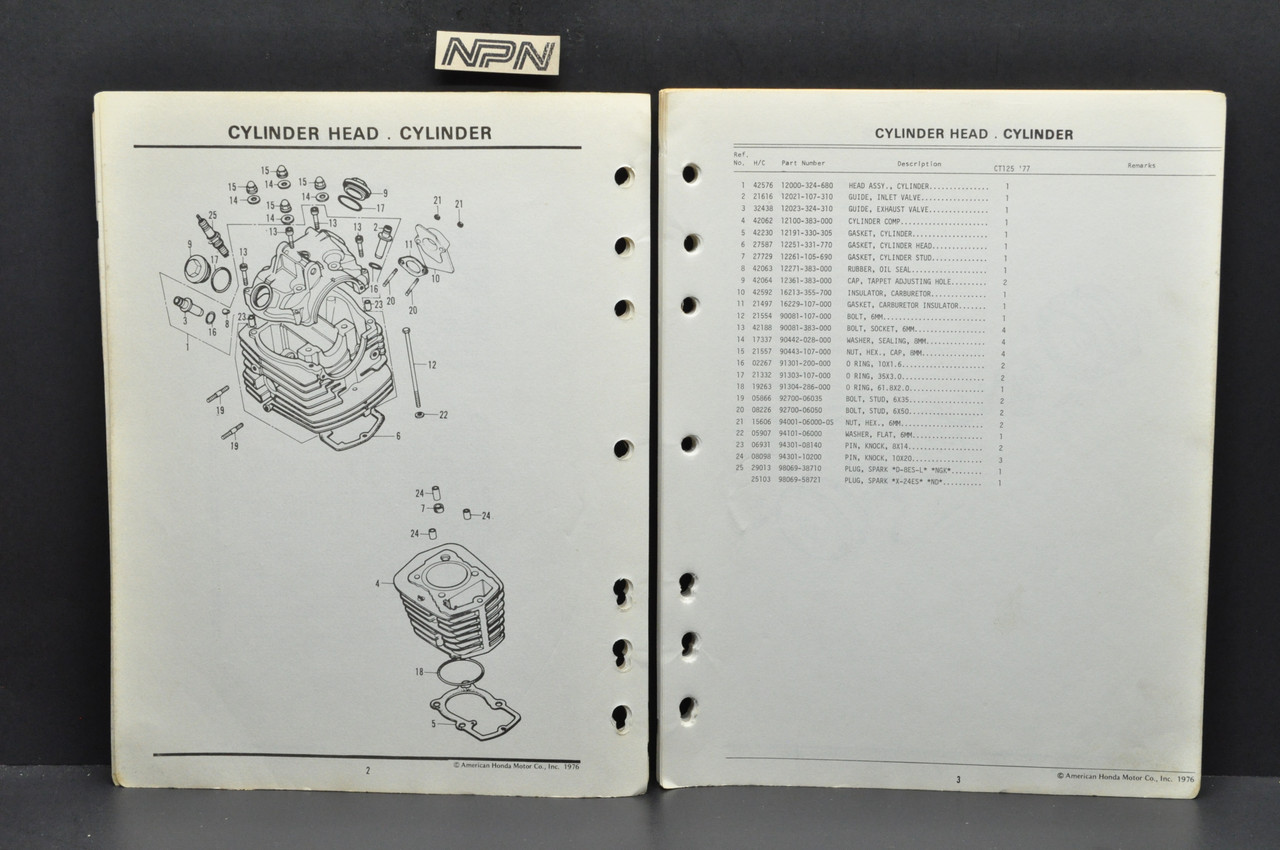 NPN
CYLINDER HEAD . CYLINDER
15
15
14
15
9
14
14
17
15
14
21
21
25
13
13
13
2
9
13
11
17
16
10
20
3
16
8
23
23
20
1
12
19
22
6
19
24
7
24
24
4
18
5
2
© American Honda Motor Co., Inc. 1976
CYLINDER HEAD . CYLINDER
Ref. No. H/C Part Number Description CT125 '77 Remarks
1 42576 12000-324-680 HEAD ASSY., CYLINDER............... 1
2 21616 12021-107-310 GUIDE, INLET VALVE................. 1
3 32438 12023-324-310 GUIDE, EXHAUST VALVE............... 1
4 42062 12100-383-000 CYLINDER COMP...................... 1
5 42230 12191-330-305 GASKET, CYLINDER................... 1
6 27587 12251-331-770 GASKET, CYLINDER HEAD.............. 1
7 27729 12261-105-690 GASKET, CYLINDER STUD.............. 1
8 42063 12271-383-000 RUBBER, OIL SEAL................... 1
9 42064 12361-383-000 CAP, TAPPET ADJUSTING HOLE......... 2
10 42592 16213-355-700 INSULATOR, CARBURETOR.............. 1
11 21497 16229-107-000 GASKET, CARBURETOR INSULATOR....... 1
12 21554 90081-107-000 BOLT, 6MM.......................... 1
13 42188 90081-383-000 BOLT, SOCKET, 6MM.................. 4
14 17337 90442-028-000 WASHER, SEALING, 8MM............... 4
15 21557 90443-107-000 NUT, HEX., CAP, 8MM................ 4
16 02267 91301-200-000 O RING, 10X1.6..................... 2
17 21332 91303-107-000 O RING, 35X3.0..................... 2
18 19263 91304-286-000 O RING, 61.8X2.0................... 1
19 05866 92700-06035 BOLT, STUD, 6X35................... 2
20 08226 92700-06050 BOLT, STUD, 6X50................... 2
21 15606 94001-06000-05 NUT, HEX., 6MM..................... 2
22 05907 94101-06000 WASHER, FLAT, 6MM.................. 1
23 06931 94301-08140 PIN, KNOCK, 8X14................... 2
24 08098 94301-10200 PIN, KNOCK, 10X20.................. 3
25 29013 98069-38710 PLUG, SPARK *D-8ES-L* *NGK*........ 1
25103 98069-58721 PLUG, SPARK *X-24ES* *ND*.......... 1
3
© American Honda Motor Co., Inc. 1976